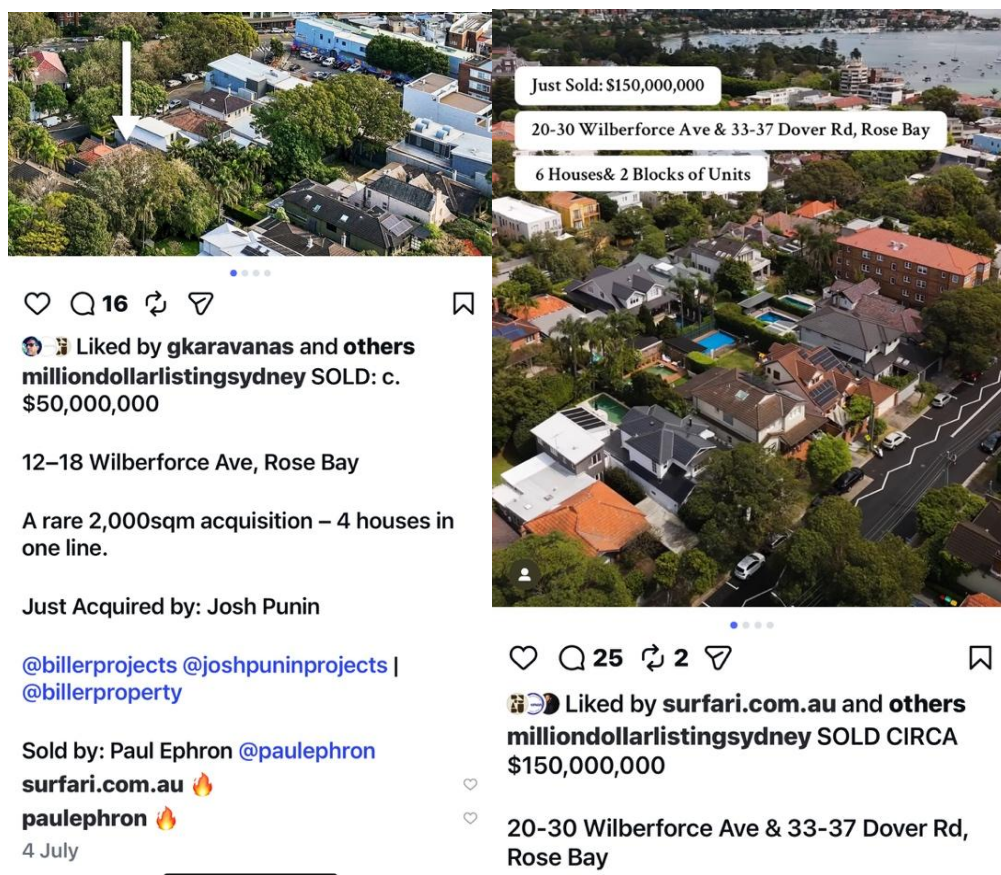 16
Liked by gkaravanas and others
milliondollarlistingsydney SOLD: c.
$50,000,000
12–18 Wilberforce Ave, Rose Bay
A rare 2,000sqm acquisition – 4 houses in
one line.
Just Acquired by: Josh Punin
@billerprojects @joshpuninprojects |
@billerproperty
Sold by: Paul Ephron @paulephron
surfari.com.au 🔥
paulephron 🔥
4 July
Just Sold: $150,000,000
20-30 Wilberforce Ave & 33-37 Dover Rd, Rose Bay
6 Houses& 2 Blocks of Units
25 2
Liked by surfari.com.au and others
milliondollarlistingsydney SOLD CIRCA
$150,000,000
20-30 Wilberforce Ave & 33-37 Dover Rd,
Rose Bay